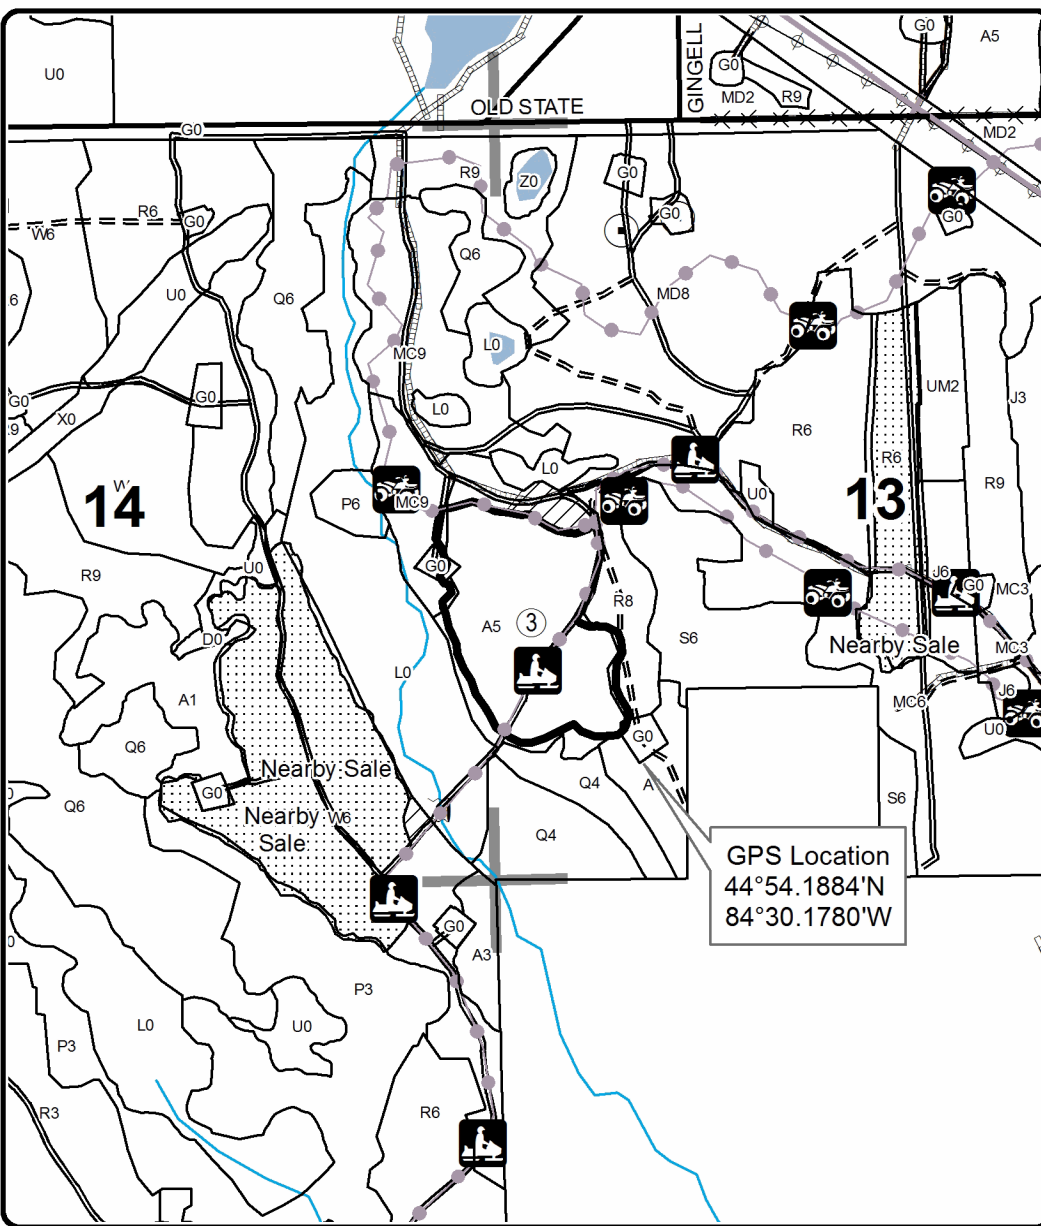 U0
OLD STATE
GINGELL
G0
A5
G0
MD2
R9
MD2
G0
R9
Z0
G0
R6
G0
W6
G0
G0
Q6
U0
Q6
MD8
L0
MC9
G0
G0
X0
L0
UM2
J3
R6
R6
L0
14
W
P6
MC9
U0
13
R9
R9
U0
G0
J6
G0
MC3
R8
A5
3
S6
D0
Nearby Sale
MC3
L0
A1
J6
MC6
U0
Q6
G0
Nearby Sale
Q4
A
G0
Q6
S6
Nearby
Sale
W6
Q4
GPS Location
44°54.1884'N
84°30.1780'W
G0
A3
P3
L0
U0
P3
R3
R6